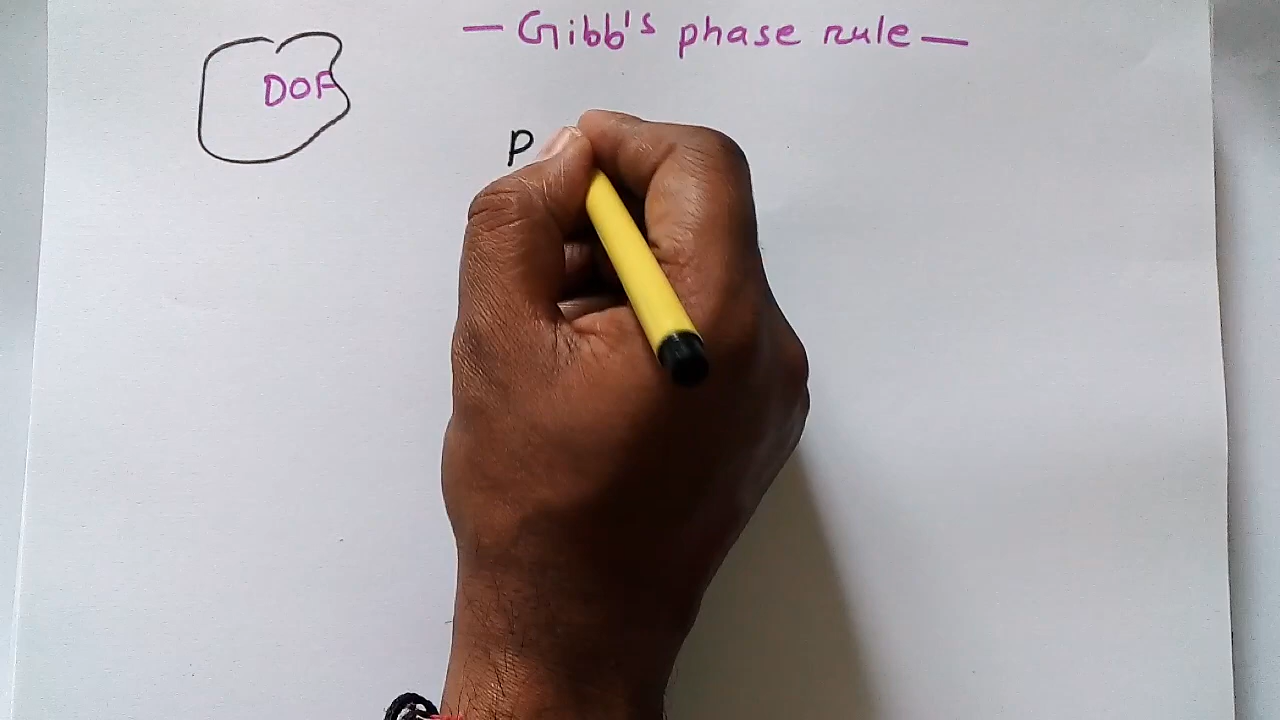 — Gibb's phase rule —
DOF
P